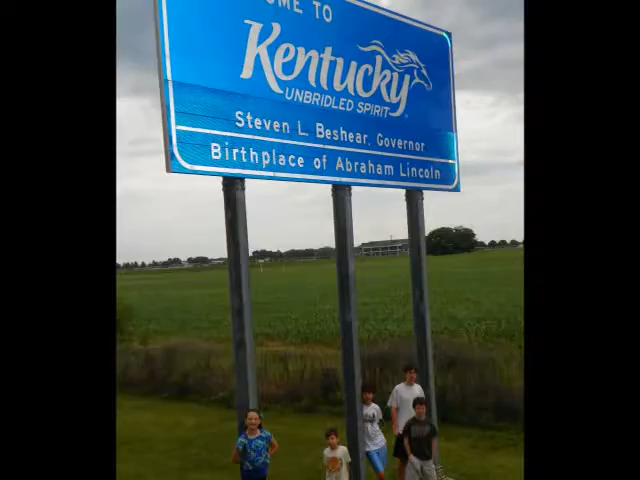 OME TO
Kentucky
UNBRIDLED SPIRIT
Steven L. Beshear, Governor
Birthplace of Abraham Lincoln